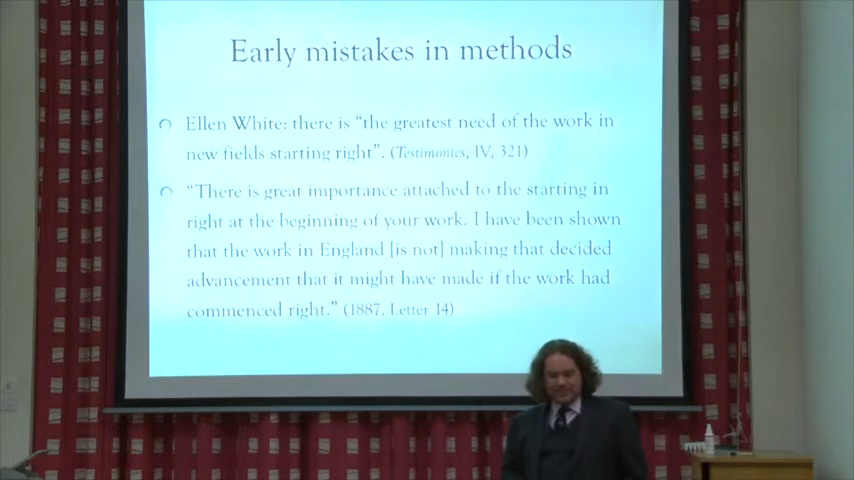 Early mistakes in methods
Ellen White: there is “the greatest need of the work in
new fields starting right”. (Testimonies, IV, 321)
“There is great importance attached to the starting in
right at the beginning of your work. I have been shown
that the work in England [is not] making that decided
advancement that it might have made if the work had
commenced right.” (1887, Letter 14)